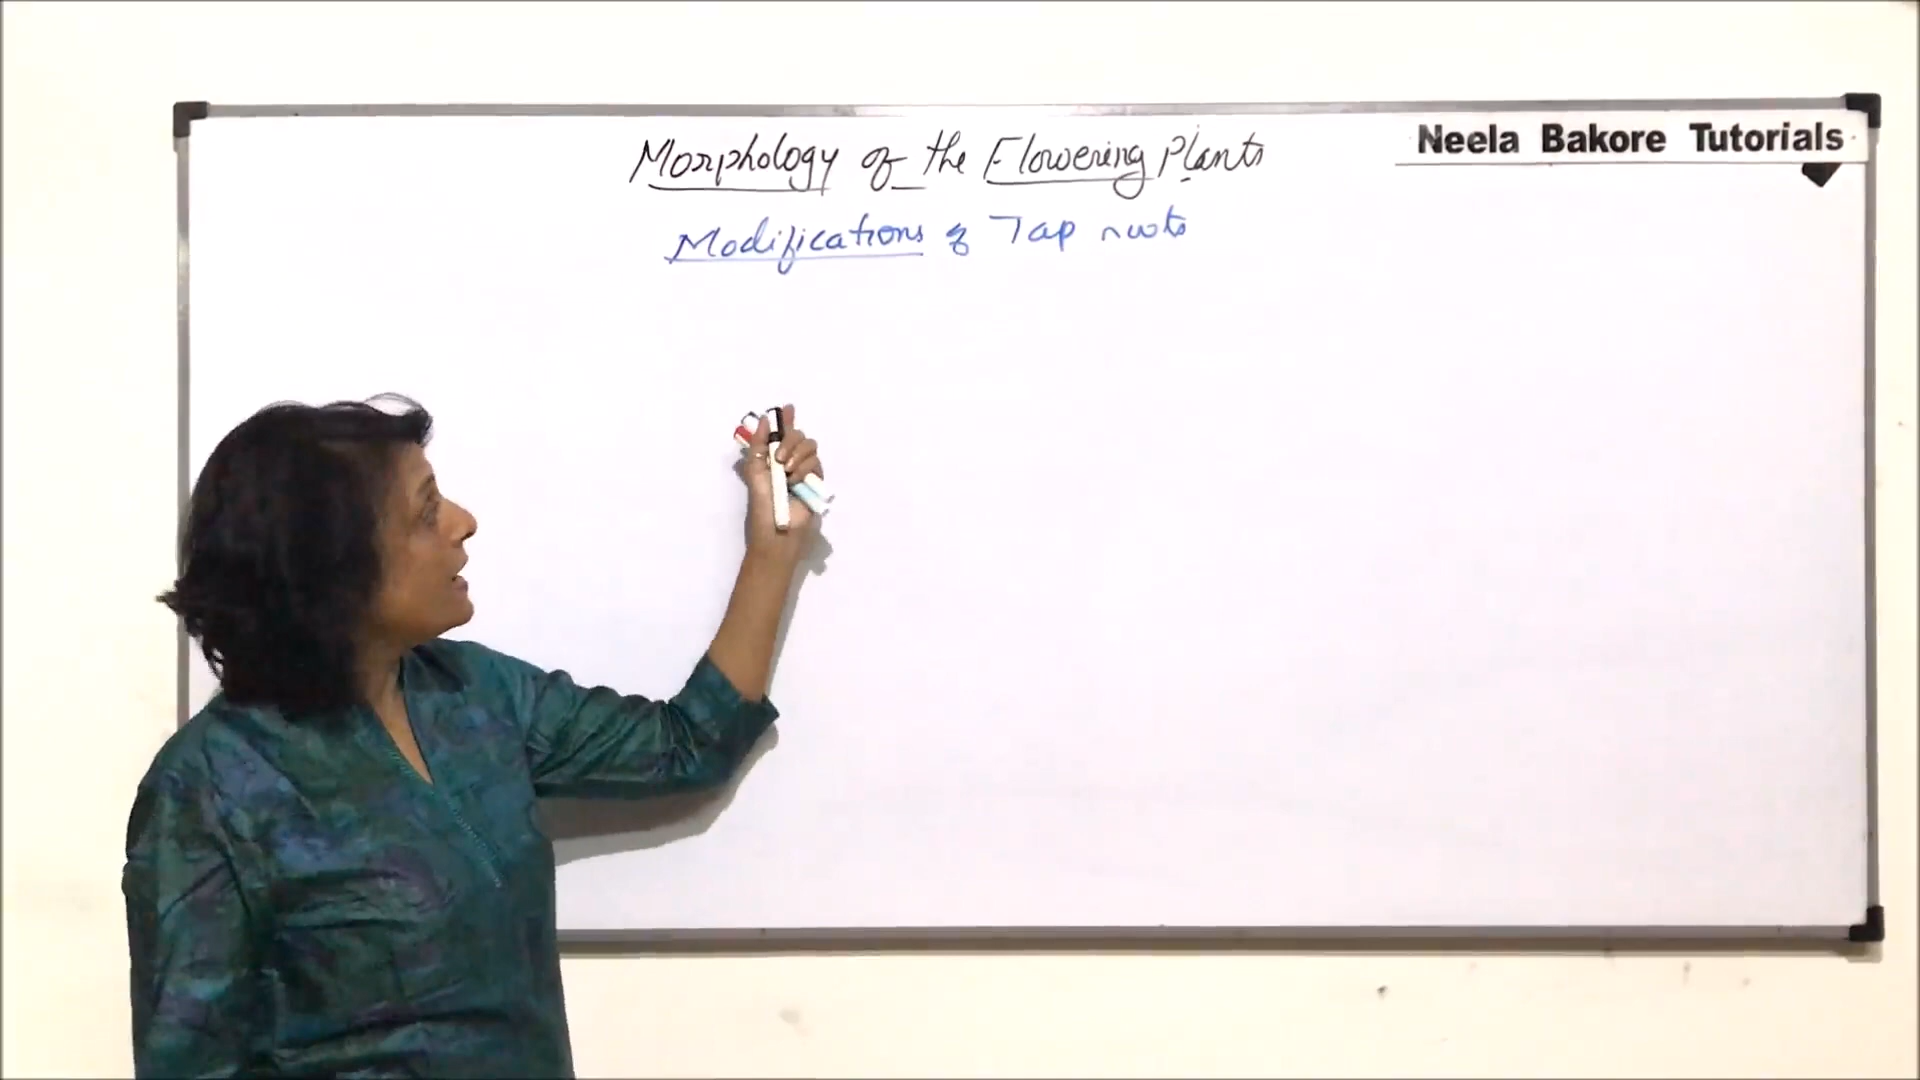 Morphology of the Flowering Plants
Neela Bakore Tutorials
Modifications of Tap roots